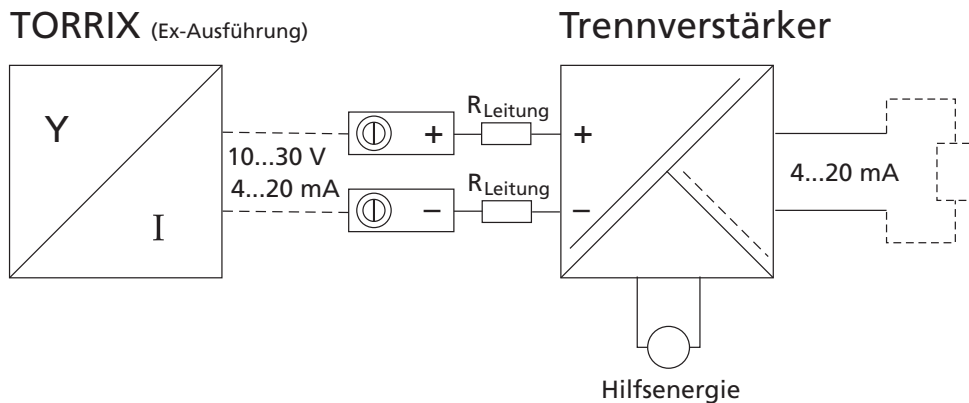 TORRIX (Ex-Ausführung)
Trennverstärker
Y
I
10...30 V
4...20 mA
+
RLeitung
+
−
RLeitung
−
4...20 mA
Hilfsenergie